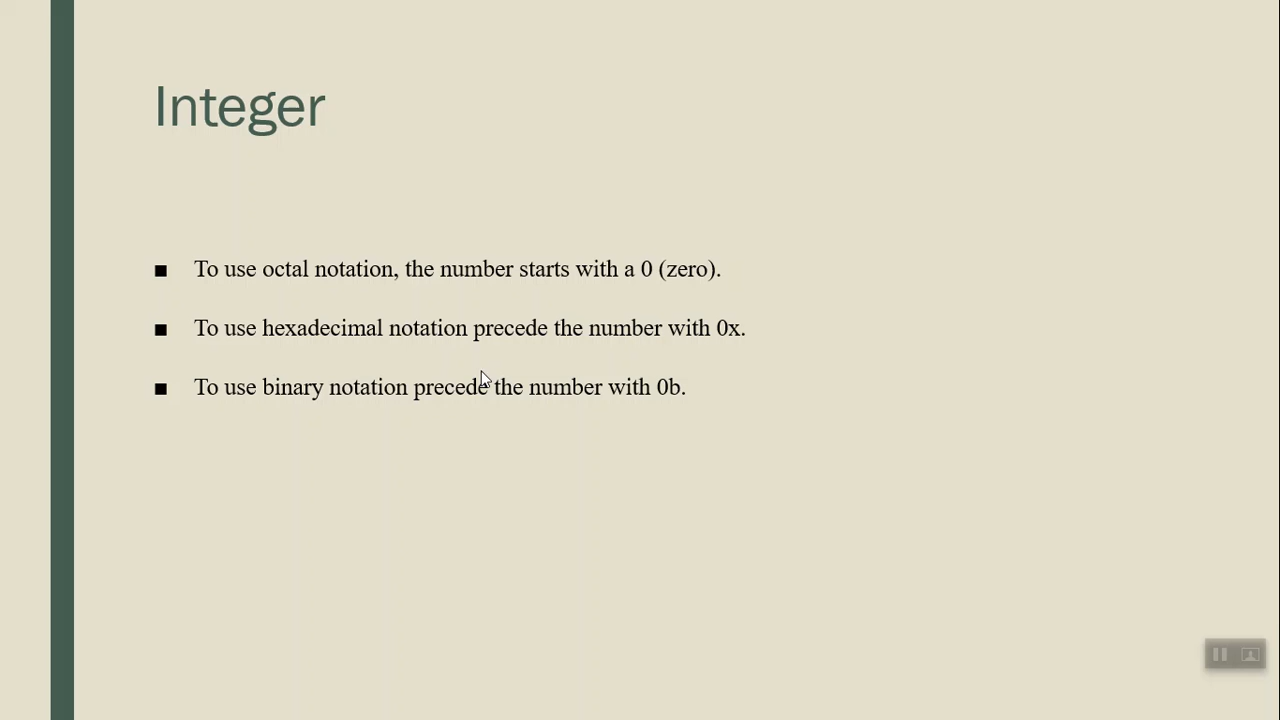 Integer
■ To use octal notation, the number starts with a 0 (zero).
■ To use hexadecimal notation precede the number with 0x.
■ To use binary notation precede the number with 0b.